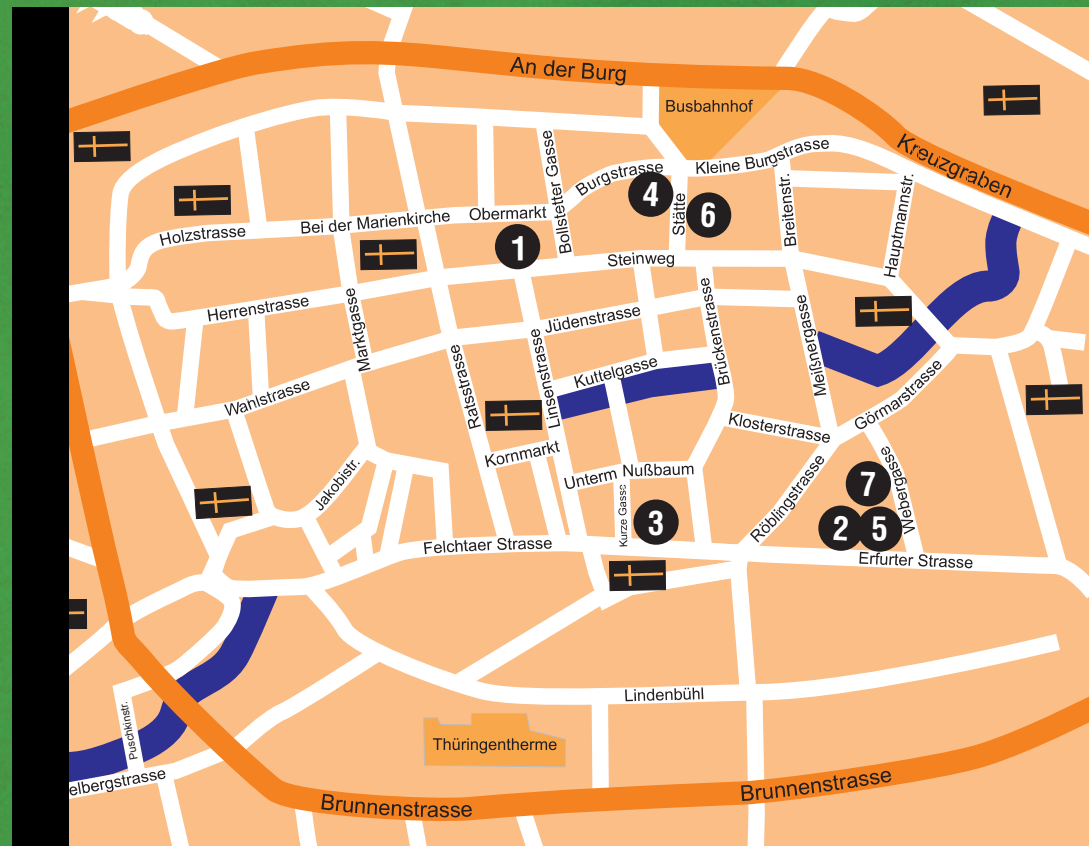 An der Burg
Busbahnhof
Kreuzgraben
Kleine Burgstrasse
Burgstrasse
Bollstetter Gasse
4
Stätte
6
Breitenstr.
Hauptmannstr.
Bei der Marienkirche
Obermarkt
Holzstrasse
1
Steinweg
Herrenstrasse
Marktgasse
Jüdenstrasse
Brückenstrasse
Meißnergasse
Ratsstrasse
Linsenstrasse
Kuttelgasse
Wahlstrasse
Görmarstrasse
Klosterstrasse
Kornmarkt
Unterm Nußbaum
Jakobistr.
Kurze Gasse
3
Röblingstrasse
7
Webergasse
2
5
Felchtaer Strasse
Erfurter Strasse
Lindenbühl
Puschkinstr.
Thüringentherme
elbergstrasse
Brunnenstrasse
Brunnenstrasse